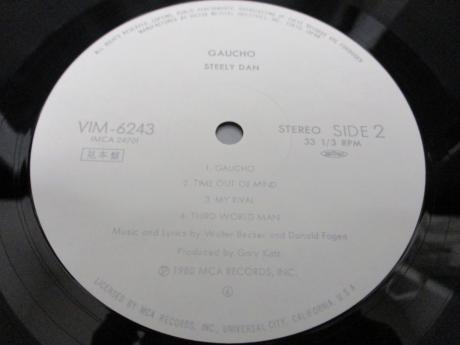 GAUCHO
STEELY DAN
VIM-6243
(MCA 2470)
見本盤
STEREO SIDE 2
33 1/3 RPM
1. GAUCHO
2. TIME OUT OF MIND
3. MY RIVAL
4. THIRD WORLD MAN
Music and Lyrics by Walter Becker and Donald Fagen
Produced by Gary Katz
Ⓟ 1980 MCA RECORDS, INC.
LICENSED BY MCA RECORDS, INC., UNIVERSAL CITY, CALIFORNIA, U.S.A.